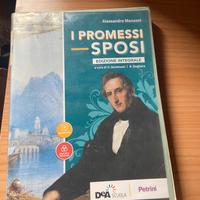 Alessandro Manzoni
I PROMESSI
SPOSI
EDIZIONE INTEGRALE
DeA SCUOLA
Petrini